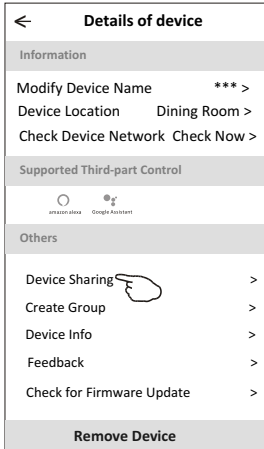 ← Details of device
Information
Modify Device Name *** >
Device Location Dining Room >
Check Device Network Check Now >
Supported Third-part Control
amazon alexa Google Assistant
Others
Device Sharing >
Create Group >
Device Info >
Feedback >
Check for Firmware Update >
Remove Device